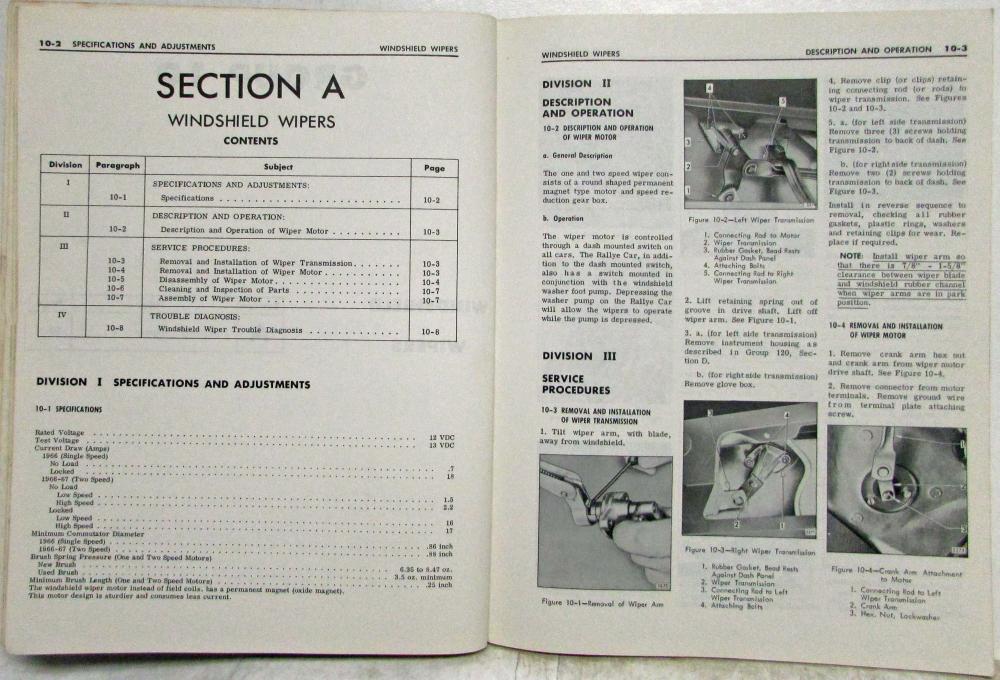 10-2 SPECIFICATIONS AND ADJUSTMENTS WINDSHIELD WIPERS
SECTION A
WINDSHIELD WIPERS
CONTENTS
Division Paragraph Subject Page
I SPECIFICATIONS AND ADJUSTMENTS:
10-1 Specifications 10-2
II DESCRIPTION AND OPERATION:
10-2 Description and Operation of Wiper Motor 10-3
III SERVICE PROCEDURES:
10-3 Removal and Installation of Wiper Transmission 10-3
10-4 Removal and Installation of Wiper Motor 10-3
10-5 Disassembly of Wiper Motor 10-4
10-6 Cleaning and Inspection of Parts 10-7
10-7 Assembly of Wiper Motor 10-7
IV TROUBLE DIAGNOSIS:
10-8 Windshield Wiper Trouble Diagnosis 10-8
DIVISION I SPECIFICATIONS AND ADJUSTMENTS
10-1 SPECIFICATIONS
Rated Voltage 12 VDC
Test Voltage 13 VDC
Current Draw (Amps)
1966 (Single Speed)
No Load .7
Locked 18
1966-67 (Two Speed)
No Load
Low Speed 1.5
High Speed 2.2
Locked
Low Speed 16
High Speed 17
Minimum Commutator Diameter
1966 (Single Speed) .86 inch
1966-67 (Two Speed) .88 inch
Brush Spring Pressure (One and Two Speed Motors)
New Brush 6.35 to 8.47 oz.
Used Brush 3.5 oz. minimum
Minimum Brush Length (One and Two Speed Motors) .25 inch
The windshield wiper motor instead of field coils, has a permanent magnet (oxide magnet).
This motor design is sturdier and consumes less current.
WINDSHIELD WIPERS DESCRIPTION AND OPERATION 10-3
DIVISION II
DESCRIPTION
AND OPERATION
10-2 DESCRIPTION AND OPERATION
OF WIPER MOTOR
a. General Description
The one and two speed wiper con-
sists of a round shaped permanent
magnet type motor and speed re-
duction gear box.
b. Operation
The wiper motor is controlled
through a dash mounted switch on
all cars. The Rallye Car, in addi-
tion to the dash mounted switch,
also has a switch mounted in
conjunction with the windshield
washer foot pump. Depressing the
washer pump on the Rallye Car
will allow the wipers to operate
while the pump is depressed.
DIVISION III
SERVICE
PROCEDURES
10-3 REMOVAL AND INSTALLATION
OF WIPER TRANSMISSION
1. Tilt wiper arm, with blade,
away from windshield.
Figure 10-1—Removal of Wiper Arm
4
5
3
2
1
Figure 10-2—Left Wiper Transmission
1. Connecting Rod to Motor
2. Wiper Transmission
3. Rubber Gasket, Bead Rests
Against Dash Panel
4. Attaching Bolts
5. Connecting Rod to Right
Wiper Transmission
2. Lift retaining spring out of
groove in drive shaft. Lift off
wiper arm. See Figure 10-1.
3. a. (for left side transmission)
Remove instrument housing as
described in Group 120, Sec-
tion D.
b. (for right side transmission)
Remove glove box.
3
4
2
1
Figure 10-3—Right Wiper Transmission
1. Rubber Gasket, Bead Rests
Against Dash Panel
2. Wiper Transmission
3. Connecting Rod to Left
Wiper Transmission
4. Attaching Bolts
4. Remove clip (or clips) retain-
ing connecting rod (or rods) to
wiper transmission. See Figures
10-2 and 10-3.
5. a. (for left side transmission)
Remove three (3) screws holding
transmission to back of dash. See
Figure 10-2.
b. (for right side transmission)
Remove two (2) screws holding
transmission to back of dash. See
Figure 10-3.
Install in reverse sequence to
removal, checking all rubber
gaskets, plastic rings, washers
and retaining clips for wear. Re-
place if required.
NOTE: Install wiper arm so
that there is 7/8" - 1-5/8"
clearance between wiper blade
and windshield rubber channel
when wiper arms are in park
position.
10-4 REMOVAL AND INSTALLATION
OF WIPER MOTOR
1. Remove crank arm hex nut
and crank arm from wiper motor
drive shaft. See Figure 10-4.
2. Remove connector from motor
terminals. Remove ground wire
from terminal plate attaching
screw.
1
2
3
Figure 10-4—Crank Arm Attachment
to Motor
1. Connecting Rod to Left
Wiper Transmission
2. Crank Arm
3. Hex. Nut, Lockwasher